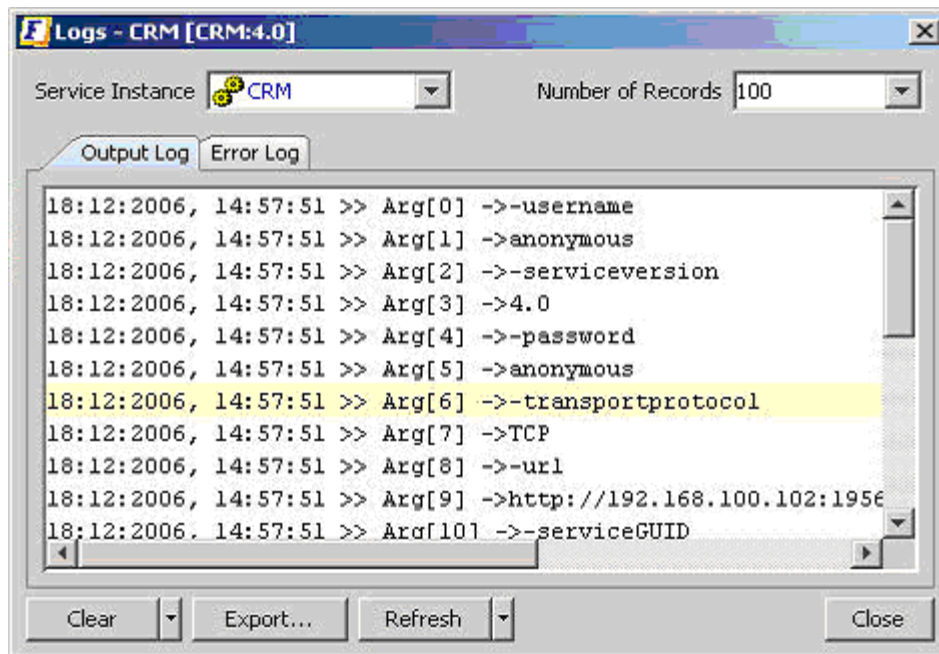 Logs - CRM [CRM:4.0]
Service Instance CRM Number of Records 100
Output Log Error Log
18:12:2006, 14:57:51 >> Arg[0] ->-username
18:12:2006, 14:57:51 >> Arg[1] ->anonymous
18:12:2006, 14:57:51 >> Arg[2] ->-serviceversion
18:12:2006, 14:57:51 >> Arg[3] ->4.0
18:12:2006, 14:57:51 >> Arg[4] ->-password
18:12:2006, 14:57:51 >> Arg[5] ->anonymous
18:12:2006, 14:57:51 >> Arg[6] ->-transportprotocol
18:12:2006, 14:57:51 >> Arg[7] ->TCP
18:12:2006, 14:57:51 >> Arg[8] ->-url
18:12:2006, 14:57:51 >> Arg[9] ->http://192.168.100.102:1956
18:12:2006, 14:57:51 >> Arg[10] ->-serviceGUID
Clear Export... Refresh Close